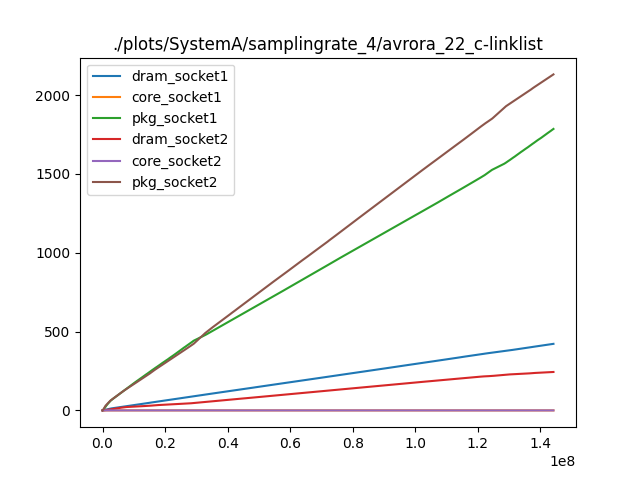 ./plots/SystemA/samplingrate_4/avrora_22_c-linklist
dram_socket1
core_socket1
pkg_socket1
dram_socket2
core_socket2
pkg_socket2
2000
1500
1000
500
0
0.0 0.2 0.4 0.6 0.8 1.0 1.2 1.4
1e8